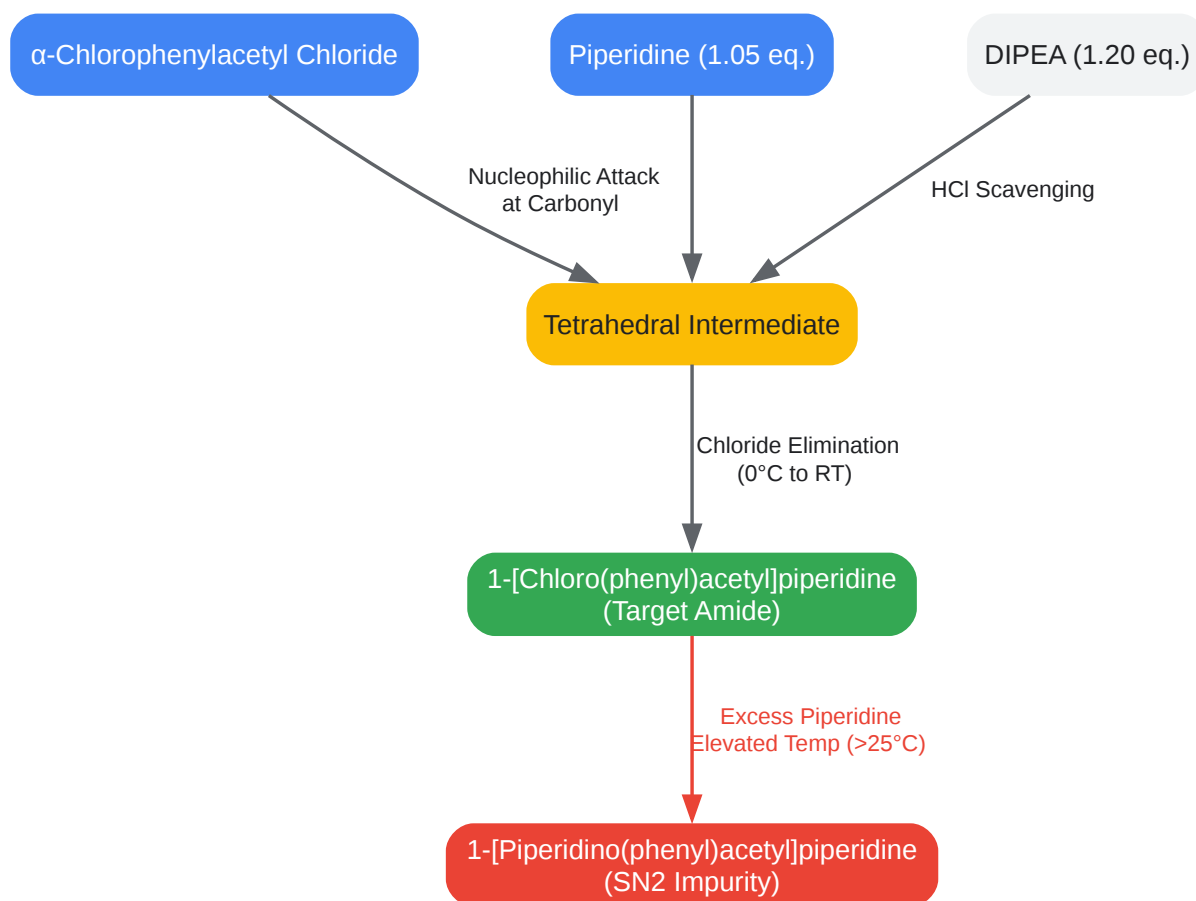 α-Chlorophenylacetyl Chloride
Piperidine (1.05 eq.)
DIPEA (1.20 eq.)
Nucleophilic Attack
at Carbonyl
HCl Scavenging
Tetrahedral Intermediate
Chloride Elimination
(0°C to RT)
1-[Chloro(phenyl)acetyl]piperidine
(Target Amide)
Excess Piperidine
Elevated Temp (>25°C)
1-[Piperidino(phenyl)acetyl]piperidine
(SN2 Impurity)